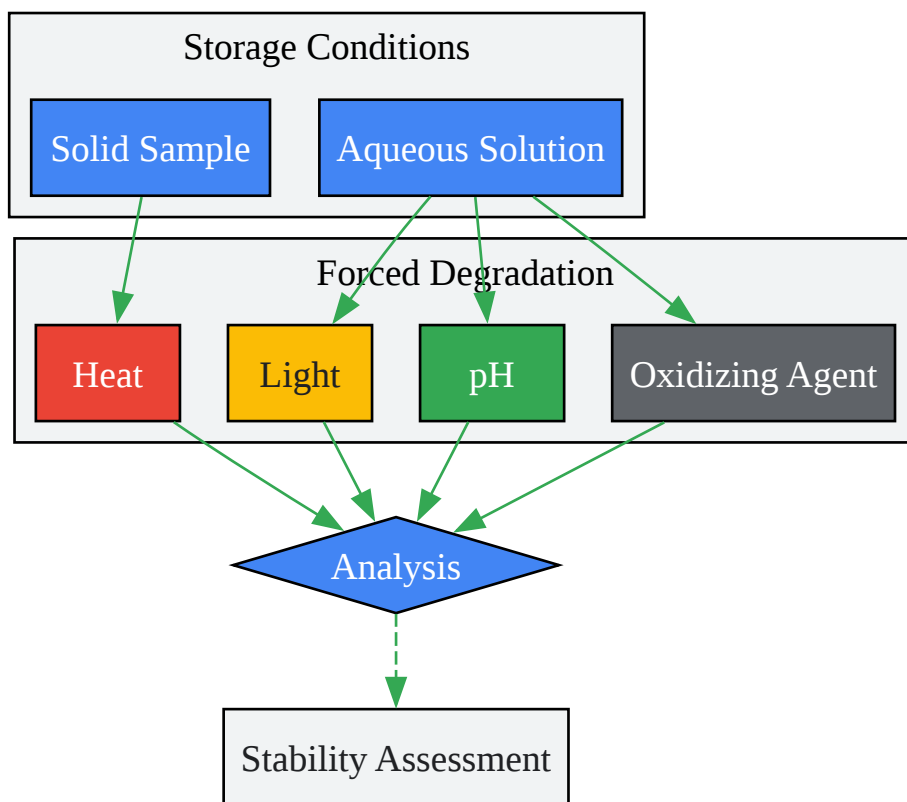 Storage Conditions
Solid Sample
Aqueous Solution
Forced Degradation
Heat
Light
pH
Oxidizing Agent
Analysis
Stability Assessment